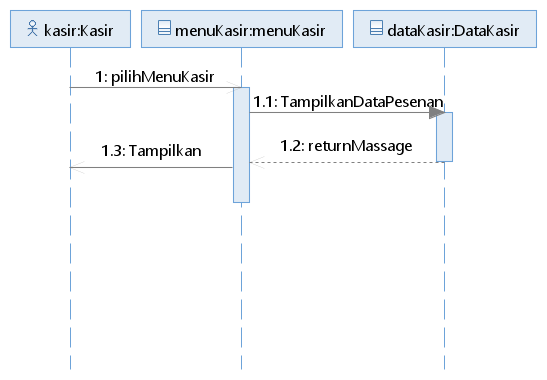 kasir:Kasir
menuKasir:menuKasir
dataKasir:DataKasir
1: pilihMenuKasir
1.1: TampilkanDataPesenan
1.2: returnMassage
1.3: Tampilkan